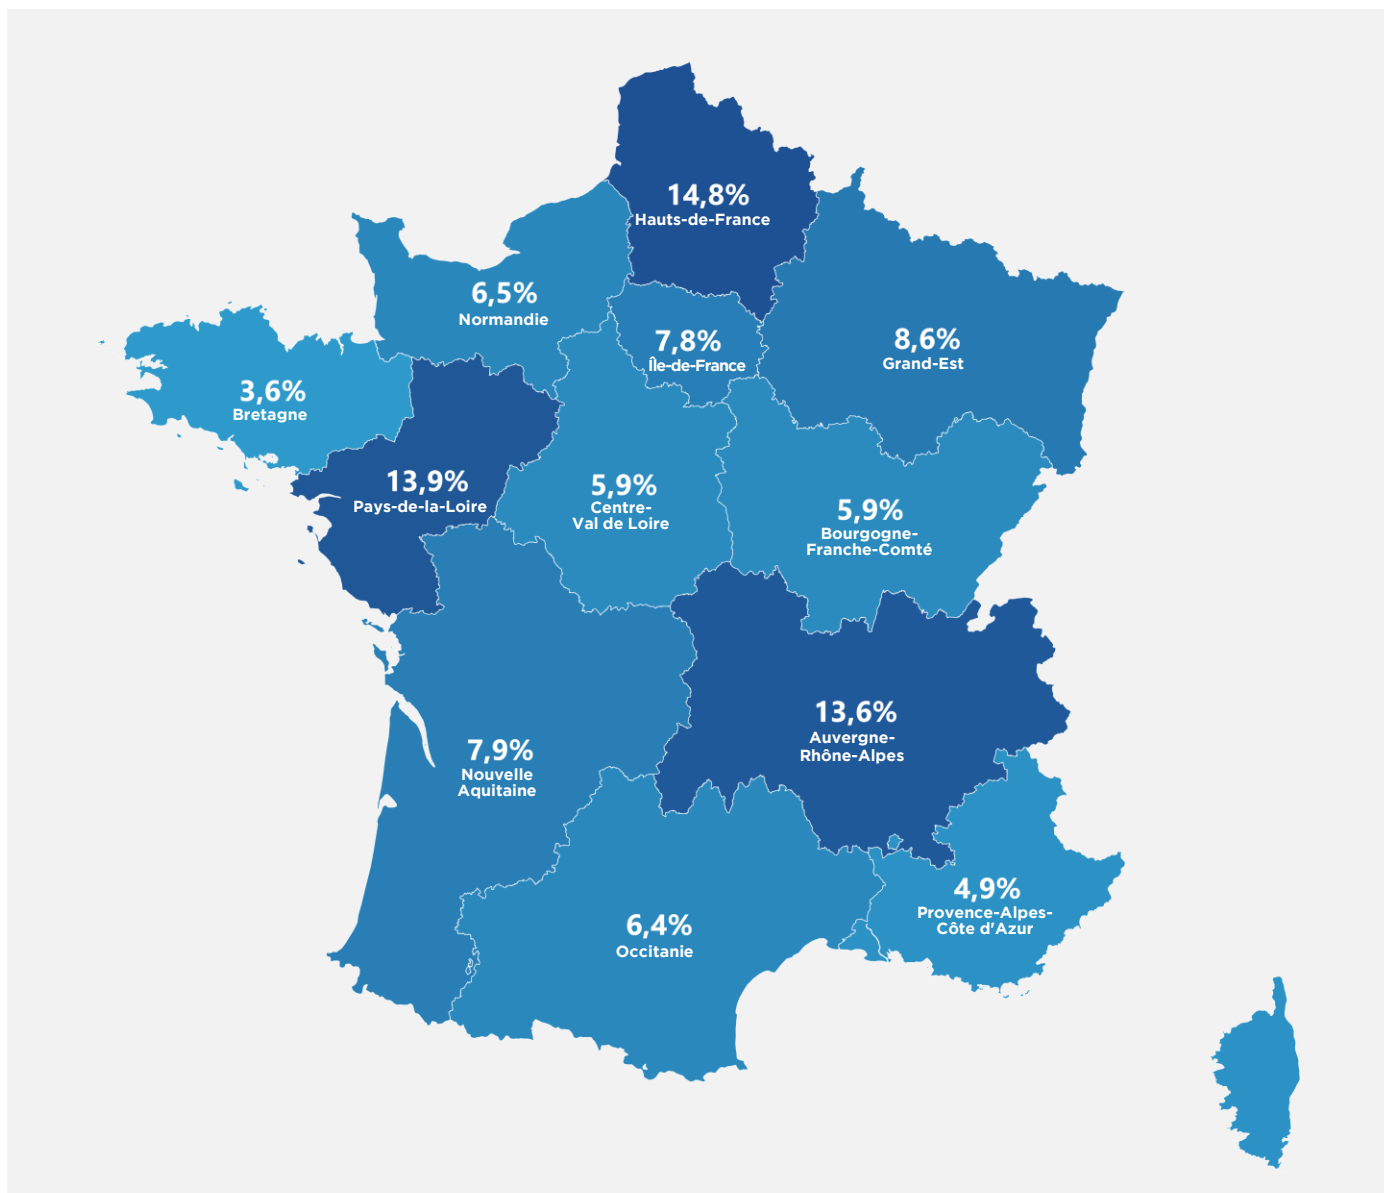 14,8%
Hauts-de-France
6,5%
Normandie
7,8%
Île-de-France
8,6%
Grand-Est
3,6%
Bretagne
13,9%
Pays-de-la-Loire
5,9%
Centre-
Val de Loire
5,9%
Bourgogne-
Franche-Comté
13,6%
Auvergne-
Rhône-Alpes
7,9%
Nouvelle
Aquitaine
4,9%
Provence-Alpes-
Côte d'Azur
6,4%
Occitanie